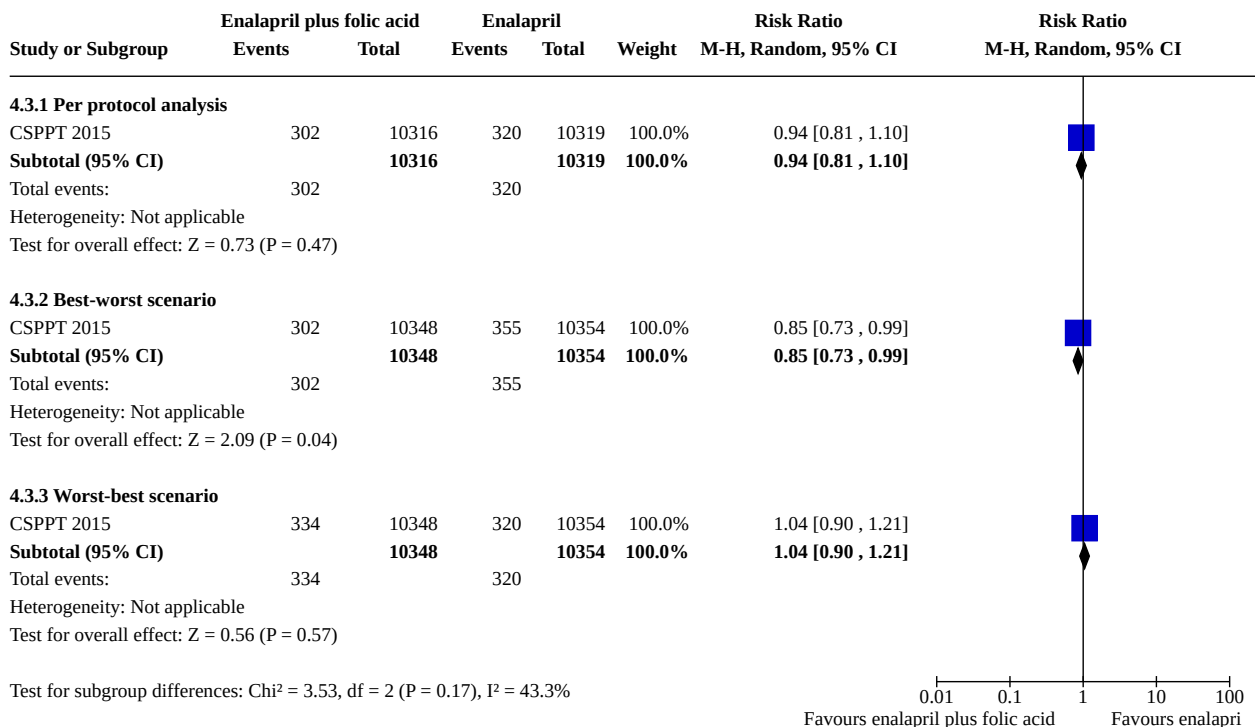 Enalapril plus folic acid Enalapril Risk Ratio Risk Ratio
Study or Subgroup Events Total Events Total Weight M-H, Random, 95% CI M-H, Random, 95% CI
4.3.1 Per protocol analysis
CSPPT 2015 302 10316 320 10319 100.0% 0.94 [0.81 , 1.10]
Subtotal (95% CI) 10316 10319 100.0% 0.94 [0.81 , 1.10]
Total events: 302 320
Heterogeneity: Not applicable
Test for overall effect: Z = 0.73 (P = 0.47)
4.3.2 Best-worst scenario
CSPPT 2015 302 10348 355 10354 100.0% 0.85 [0.73 , 0.99]
Subtotal (95% CI) 10348 10354 100.0% 0.85 [0.73 , 0.99]
Total events: 302 355
Heterogeneity: Not applicable
Test for overall effect: Z = 2.09 (P = 0.04)
4.3.3 Worst-best scenario
CSPPT 2015 334 10348 320 10354 100.0% 1.04 [0.90 , 1.21]
Subtotal (95% CI) 10348 10354 100.0% 1.04 [0.90 , 1.21]
Total events: 334 320
Heterogeneity: Not applicable
Test for overall effect: Z = 0.56 (P = 0.57)
Test for subgroup differences: Chi² = 3.53, df = 2 (P = 0.17), I² = 43.3%
0.01 0.1 1 10 100
Favours enalapril plus folic acid Favours enalapri